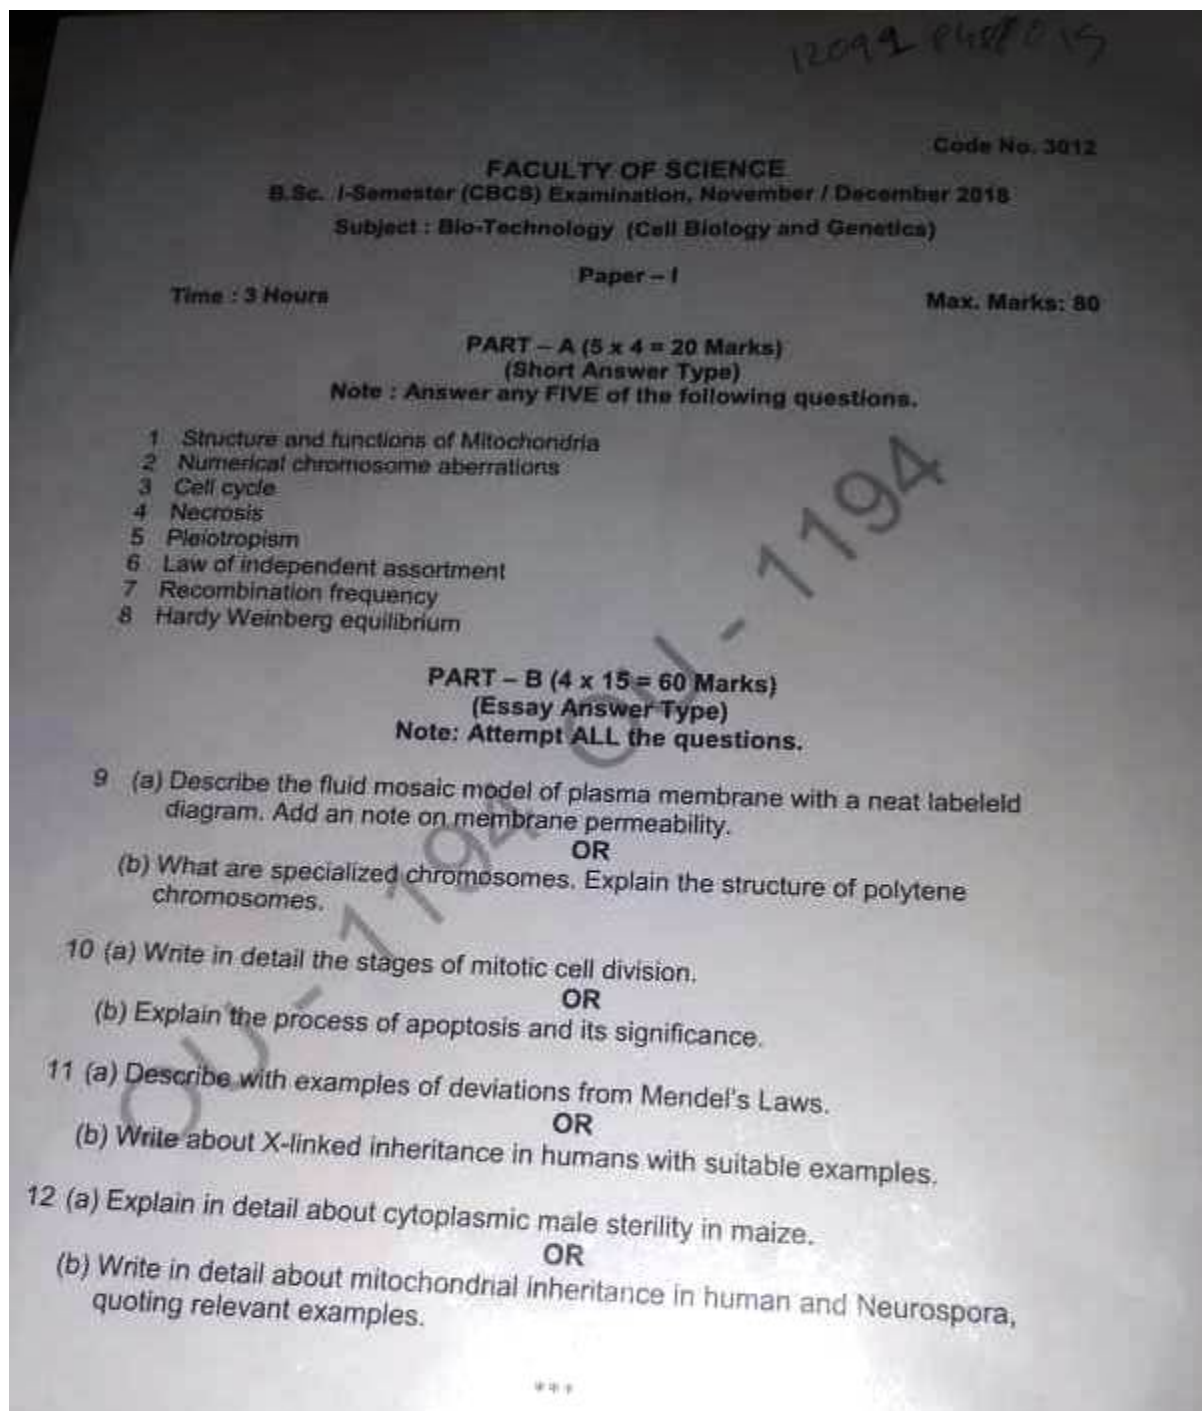 Code No. 3012
FACULTY OF SCIENCE
B.Sc. I-Semester (CBCS) Examination, November / December 2018
Subject : Bio-Technology (Cell Biology and Genetics)
Paper – I
Time : 3 Hours
Max. Marks: 80
PART – A (5 x 4 = 20 Marks)
(Short Answer Type)
Note : Answer any FIVE of the following questions.
1 Structure and functions of Mitochondria
2 Numerical chromosome aberrations
3 Cell cycle
4 Necrosis
5 Pleiotropism
6 Law of independent assortment
7 Recombination frequency
8 Hardy Weinberg equilibrium
PART – B (4 x 15 = 60 Marks)
(Essay Answer Type)
Note: Attempt ALL the questions.
9 (a) Describe the fluid mosaic model of plasma membrane with a neat labeleld
diagram. Add an note on membrane permeability.
OR
(b) What are specialized chromosomes. Explain the structure of polytene
chromosomes.
10 (a) Write in detail the stages of mitotic cell division.
OR
(b) Explain the process of apoptosis and its significance.
11 (a) Describe with examples of deviations from Mendel's Laws.
OR
(b) Write about X-linked inheritance in humans with suitable examples.
12 (a) Explain in detail about cytoplasmic male sterility in maize.
OR
(b) Write in detail about mitochondrial inheritance in human and Neurospora,
quoting relevant examples.
***
OU - 1194 OU - 1194